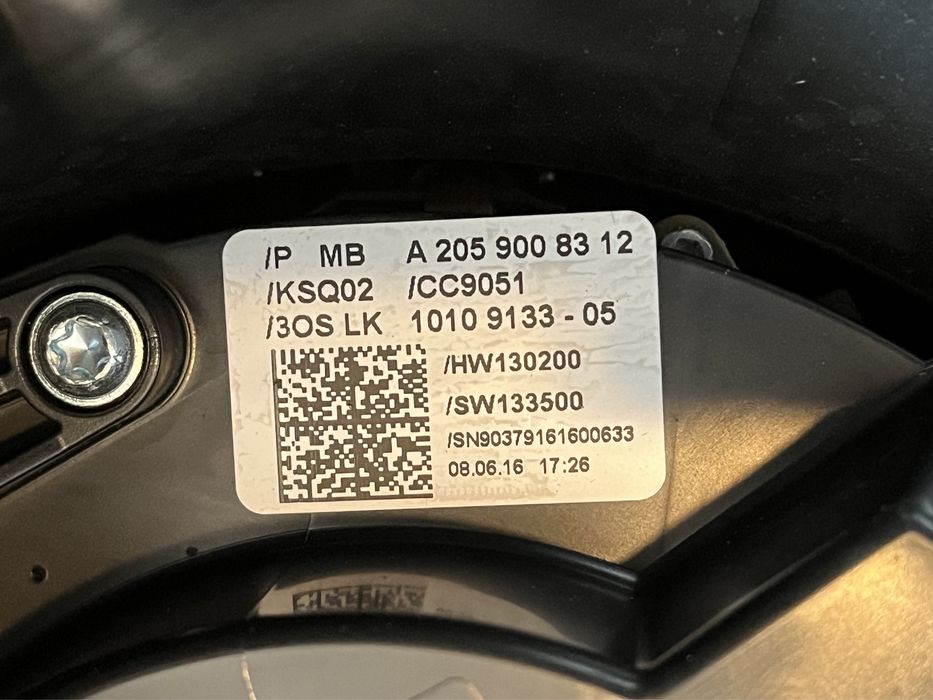 /P MB A 205 900 83 12
/KSQ02 /CC9051
/3OS LK 1010 9133 - 05
/HW130200
/SW133500
/SN90379161600633
08.06.16 17:26